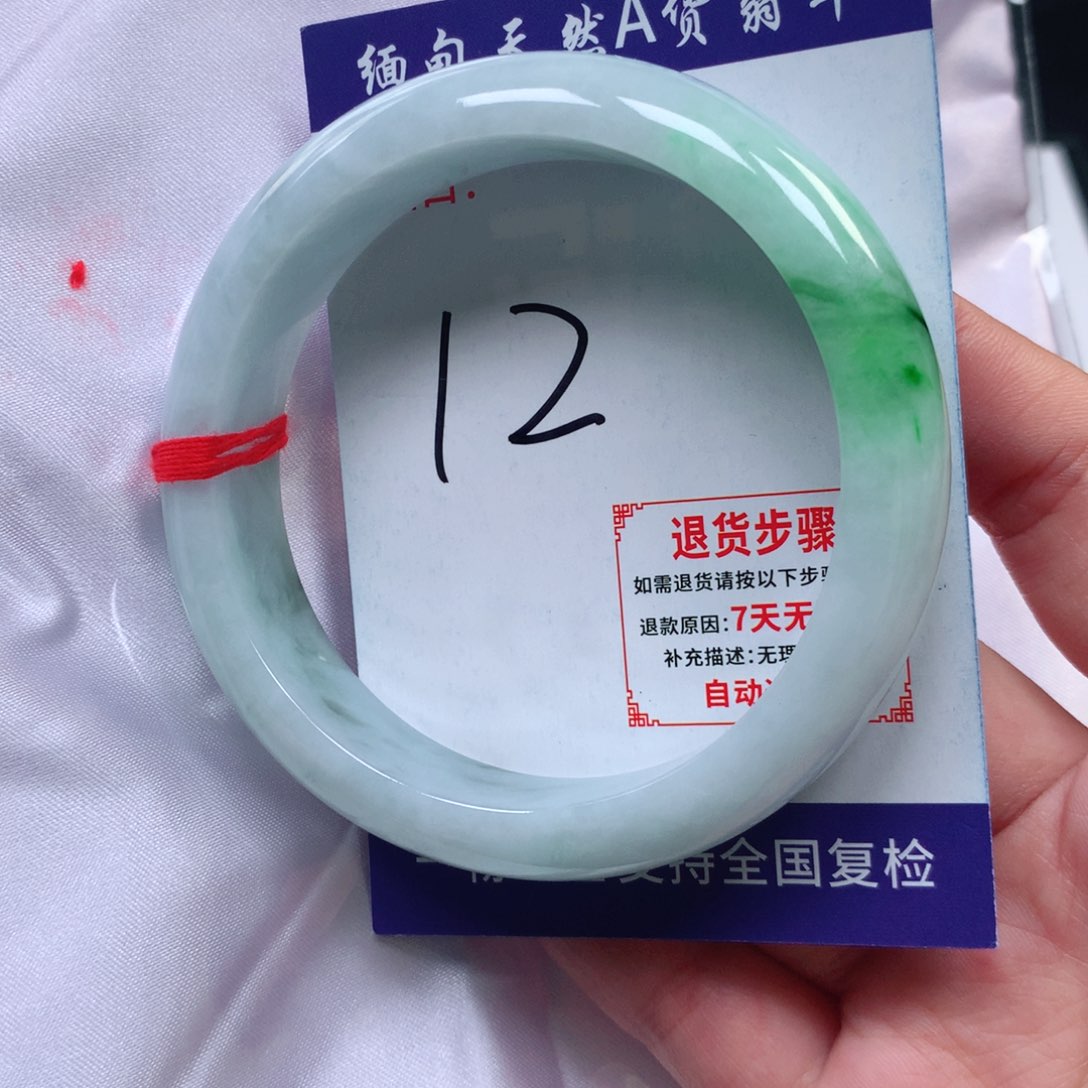 缅甸天然A货翡
12
退货步骤
如需退货请按以下步骤
退款原因:7天无
补充描述:无理
自动
支持全国复检